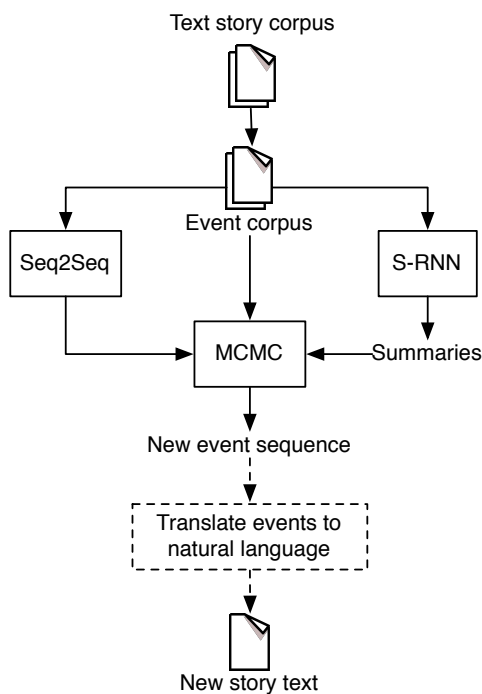 Text story corpus
Event corpus
Seq2Seq
S-RNN
MCMC
Summaries
New event sequence
Translate events to
natural language
New story text